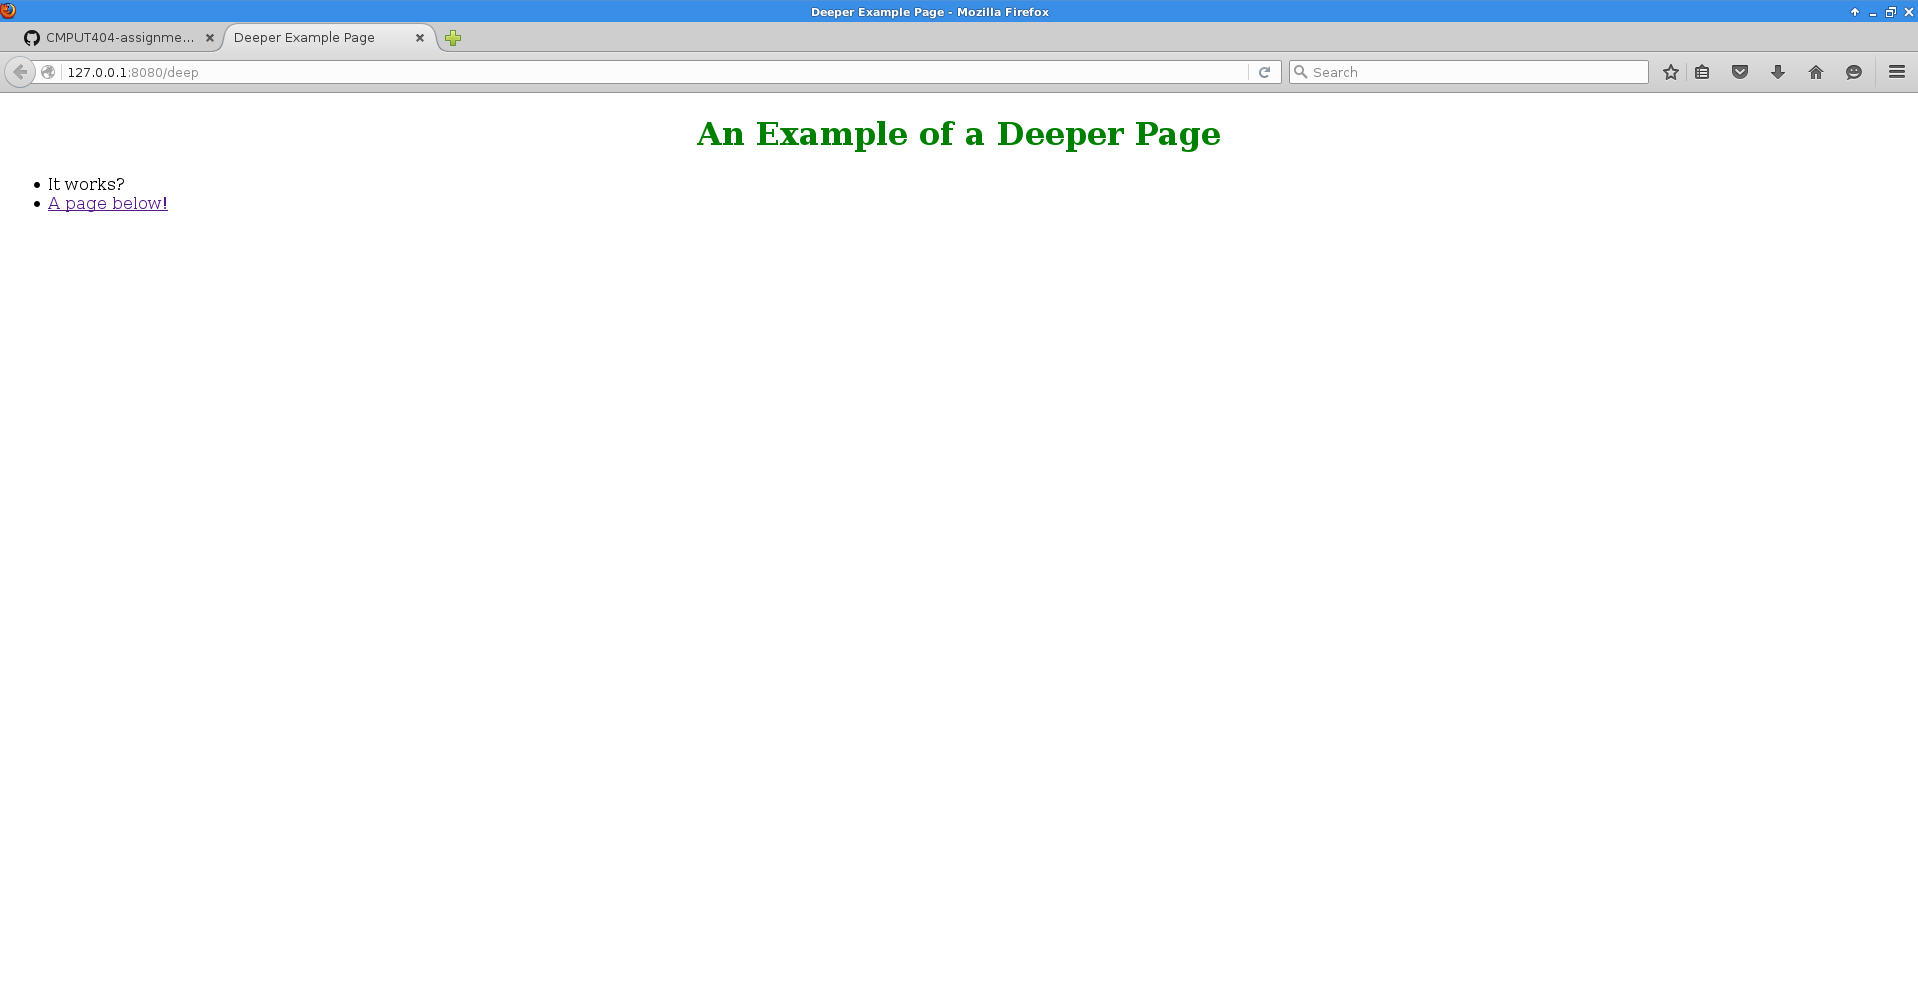 Deeper Example Page - Mozilla Firefox
CMPUT404-assignme...
Deeper Example Page
127.0.0.1:8080/deep
Search
An Example of a Deeper Page
It works?
A page below!